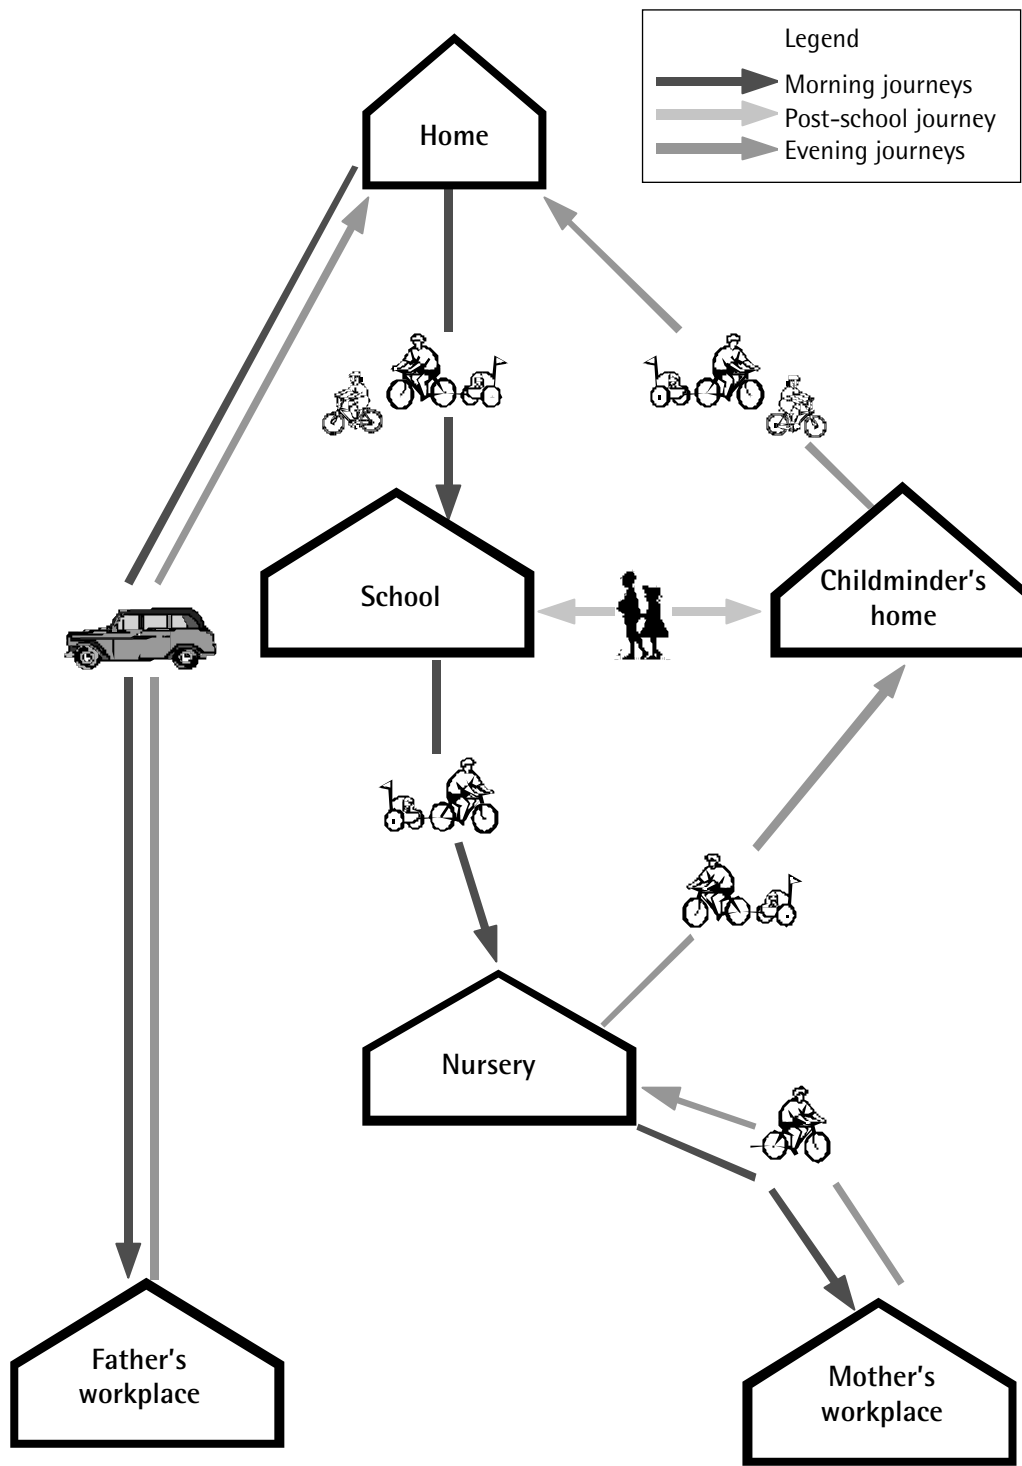 Legend
Morning journeys
Post-school journey
Evening journeys
Home
School
Childminder's
home
Nursery
Father's
workplace
Mother's
workplace